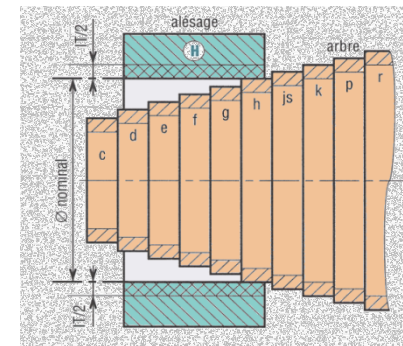 alésage
IT/2
H
arbre
c d e f g h js k p r
Ø nominal
IT/2